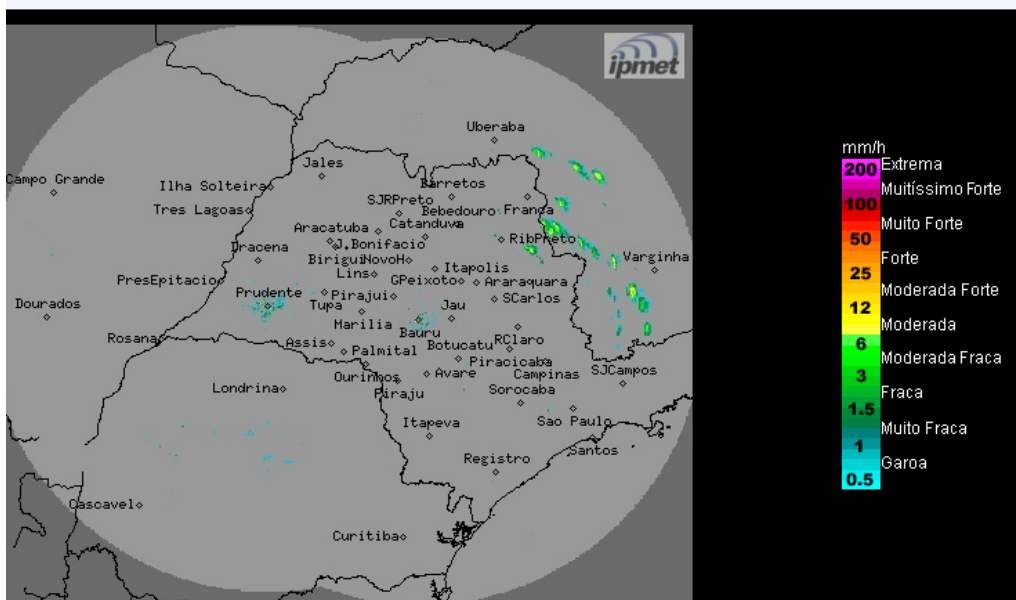 ipmet
Uberaba
Jales
Campo Grande
Ilha Solteira
Barretos
SJRPreto
Tres Lagoas
Bebedouro Franca
Catanduva
Aracatuba
RibPreto
J.Bonifacio
Dracena
BiriguiNovoH
Varginha
Itapolis
Lins
PresEpitacio
GPeixoto
Araraquara
Prudente
Pirajui
SCarlos
Dourados
Tupa
Jau
Marilia
Bauru
Rosana
Assis
Botucatu
RClaro
Palmital
Piracicaba
SJCampos
Ourinhos
Avare
Campinas
Londrina
Piraju
Sorocaba
Itapeva
Sao Paulo
Santos
Registro
Cascavel
Curitiba
mm/h
200 Extrema
Muitíssimo Forte
100
Muito Forte
50
Forte
25
Moderada Forte
12
Moderada
6
Moderada Fraca
3
Fraca
1.5
Muito Fraca
1
Garoa
0.5